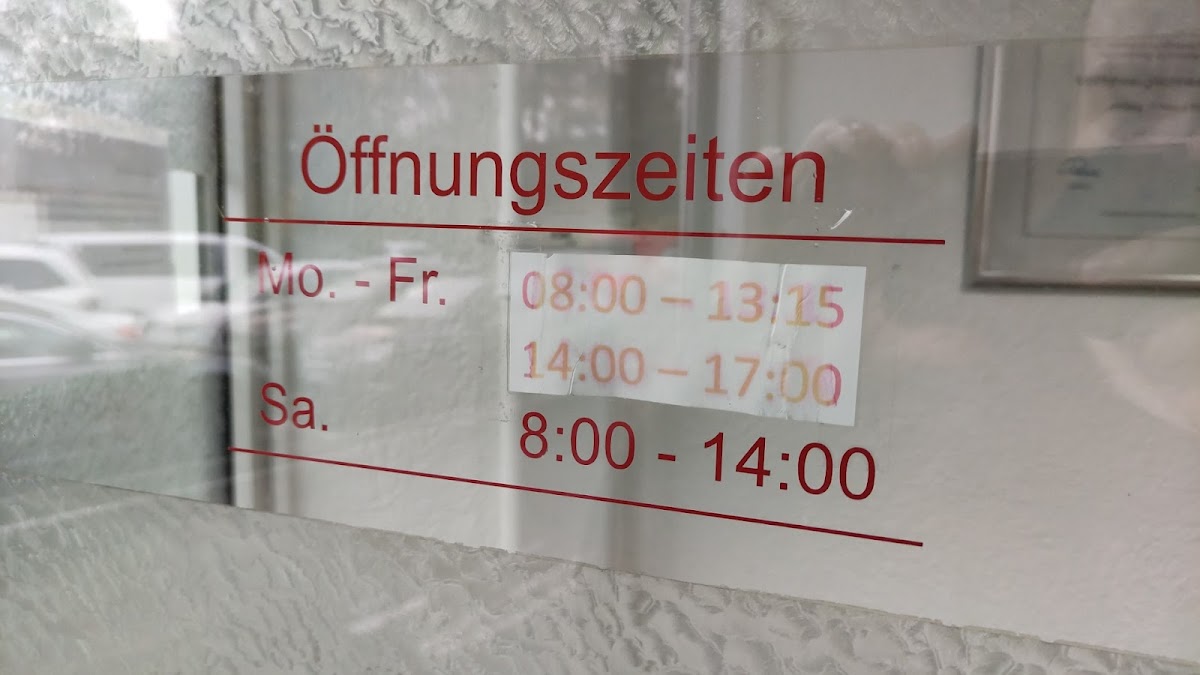 Öffnungszeiten
Mo. - Fr. 08:00 – 13:15
14:00 – 17:00
Sa. 8:00 - 14:00